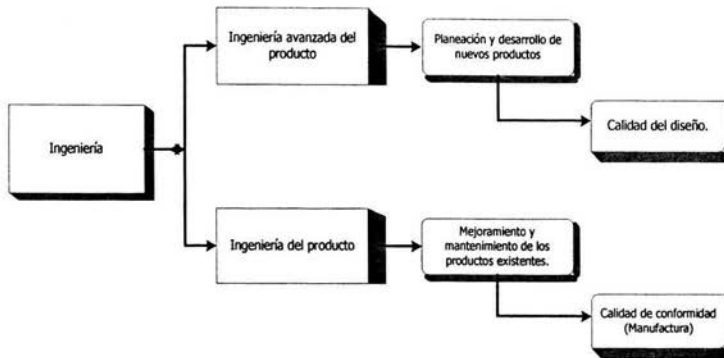 Ingeniería avanzada del
producto
Planeación y desarrollo de
nuevos productos
Calidad del diseño.
Ingeniería
Ingeniería del producto
Mejoramiento y
mantenimiento de los
productos existentes.
Calidad de conformidad
(Manufactura)